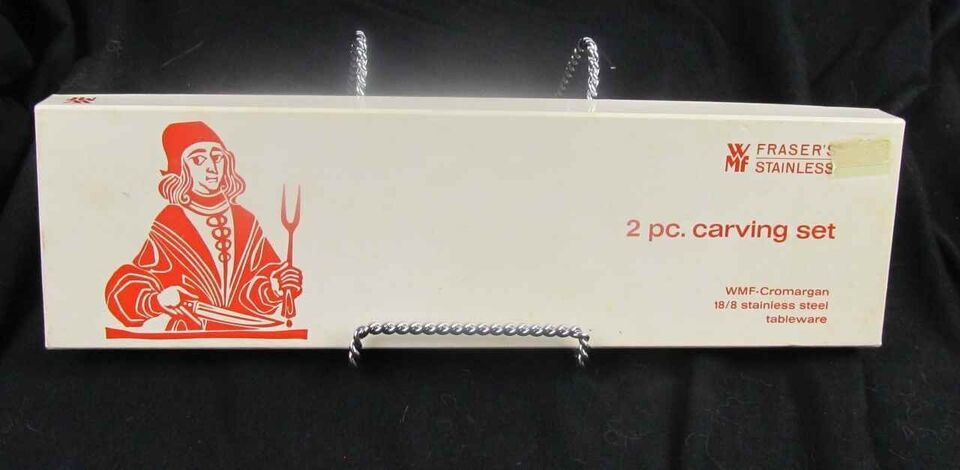 WMF
FRASER'S
STAINLESS
2 pc. carving set
WMF-Cromargan
18/8 stainless steel
tableware